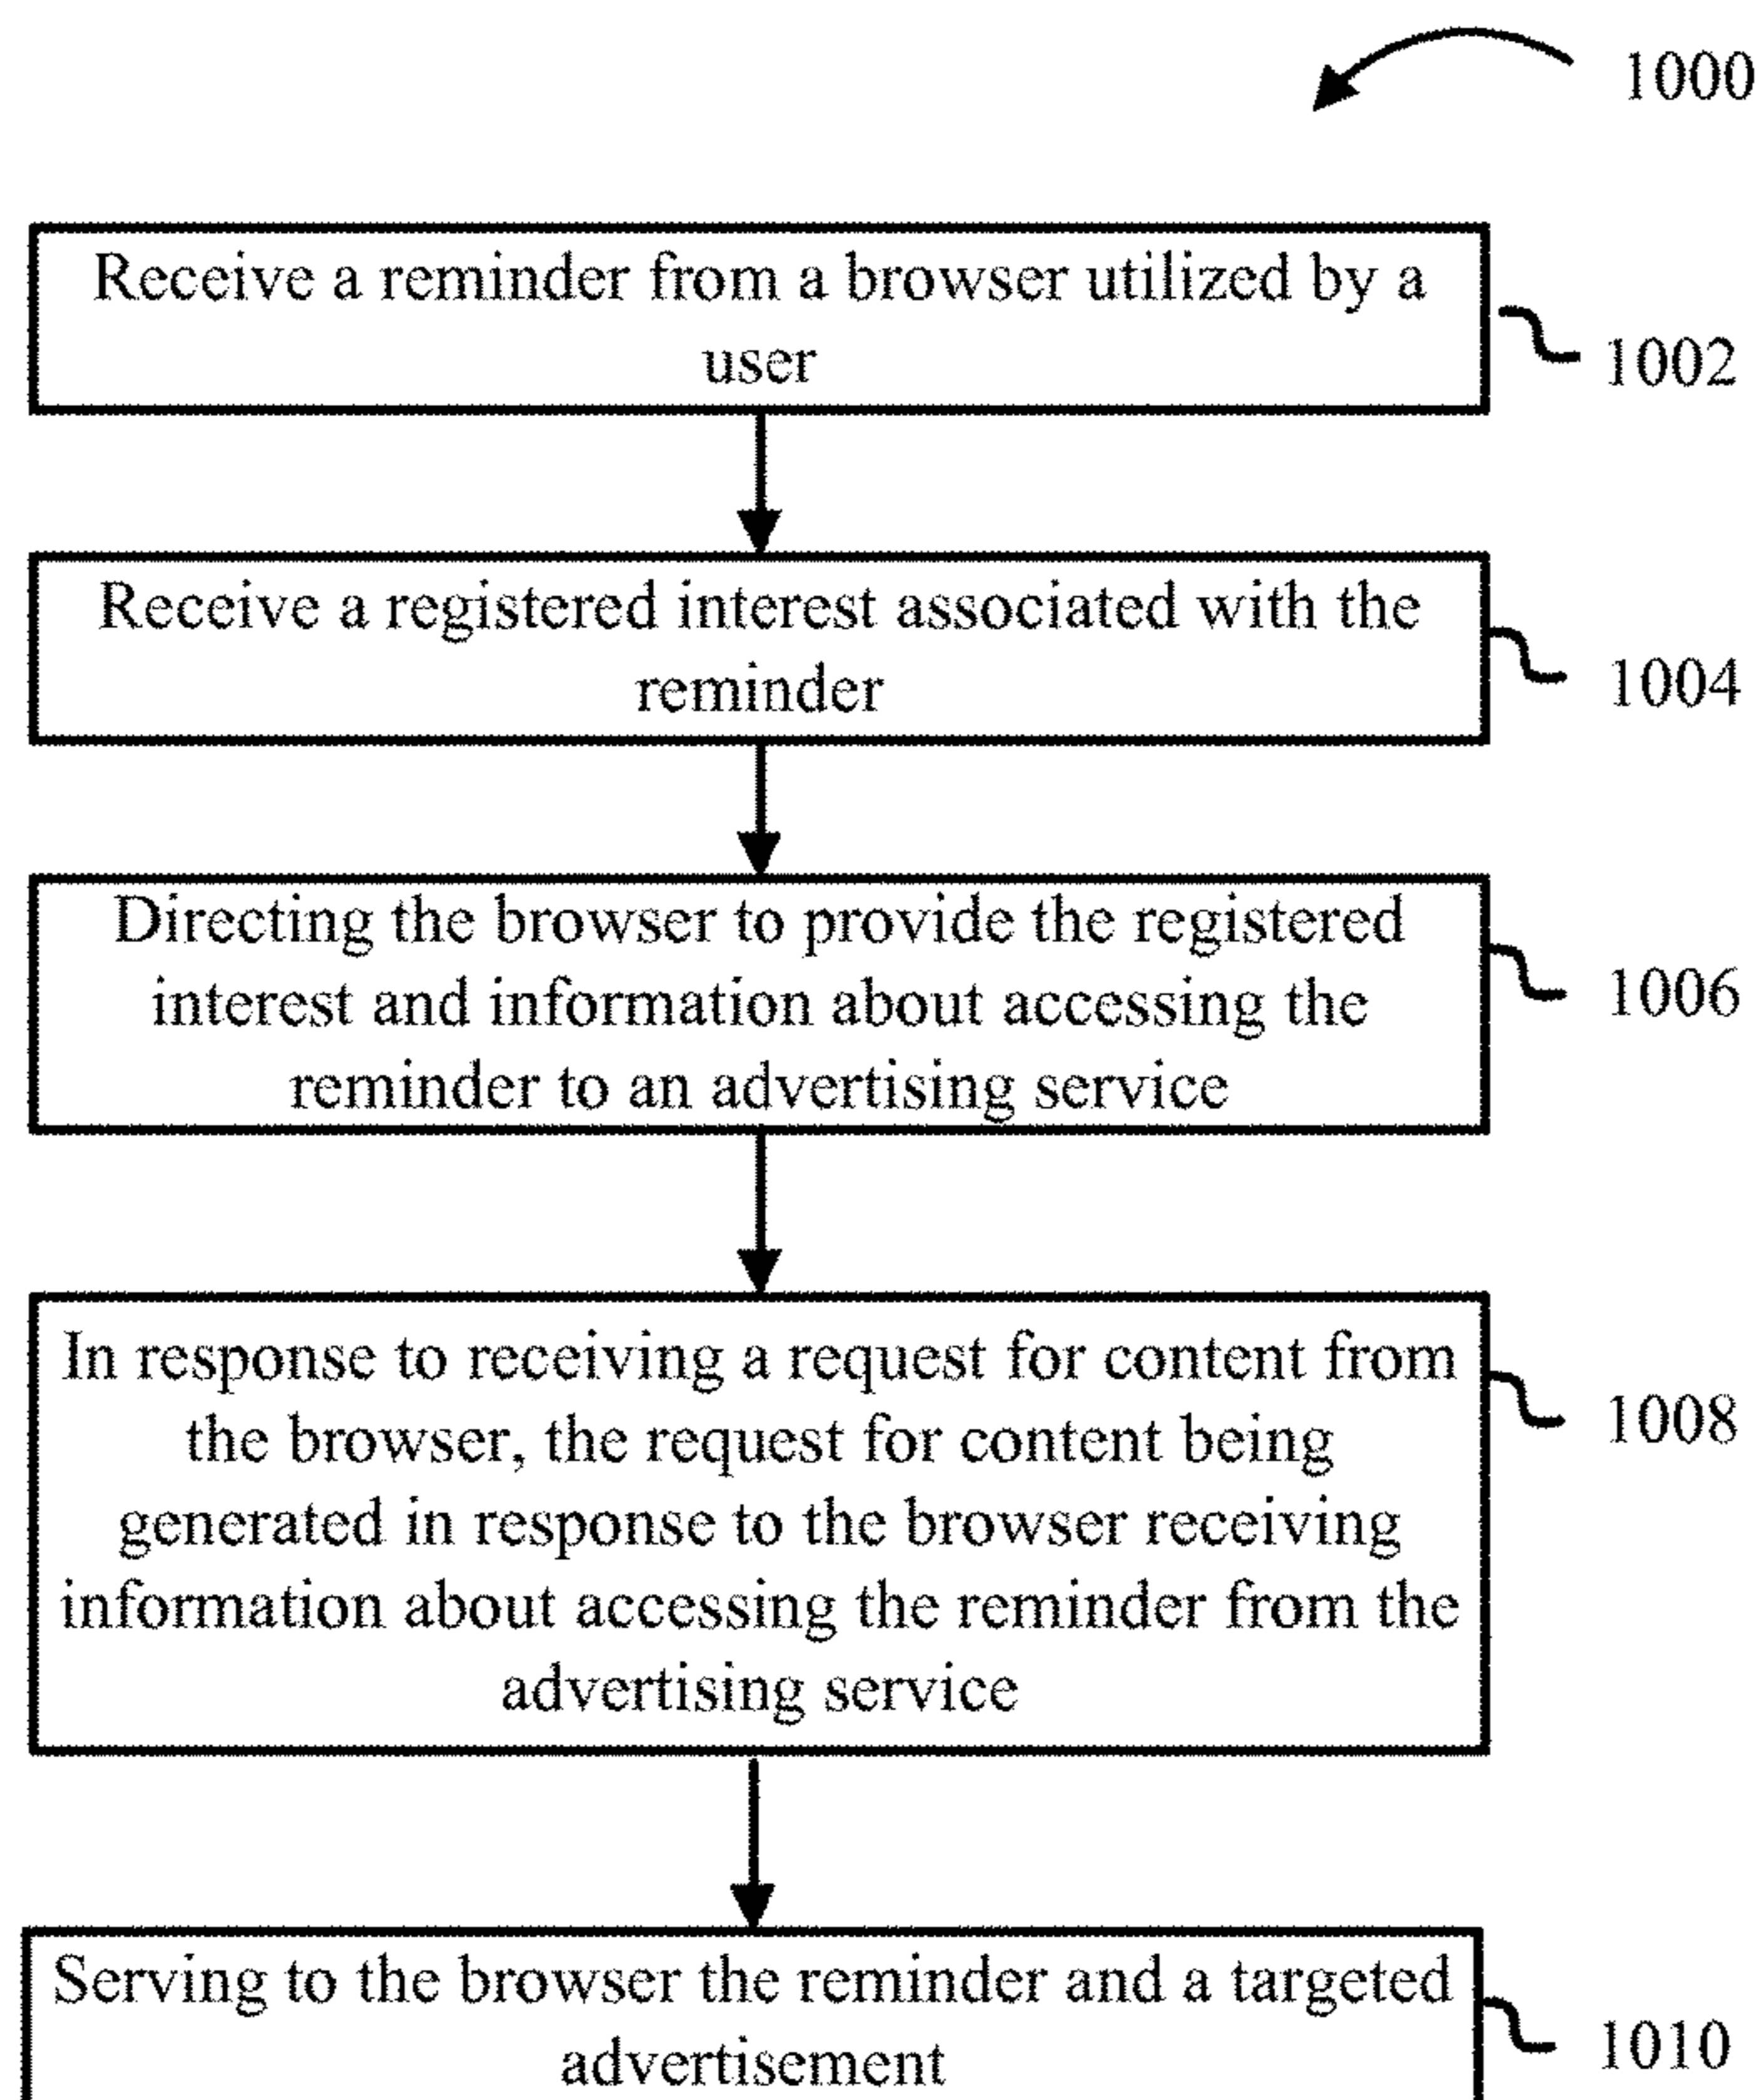 1000
Receive a reminder from a browser utilized by a
user
1002
Receive a registered interest associated with the
reminder
1004
Directing the browser to provide the registered
interest and information about accessing the
reminder to an advertising service
1006
In response to receiving a request for content from
the browser, the request for content being
generated in response to the browser receiving
information about accessing the reminder from the
advertising service
1008
Serving to the browser the reminder and a targeted
advertisement
1010